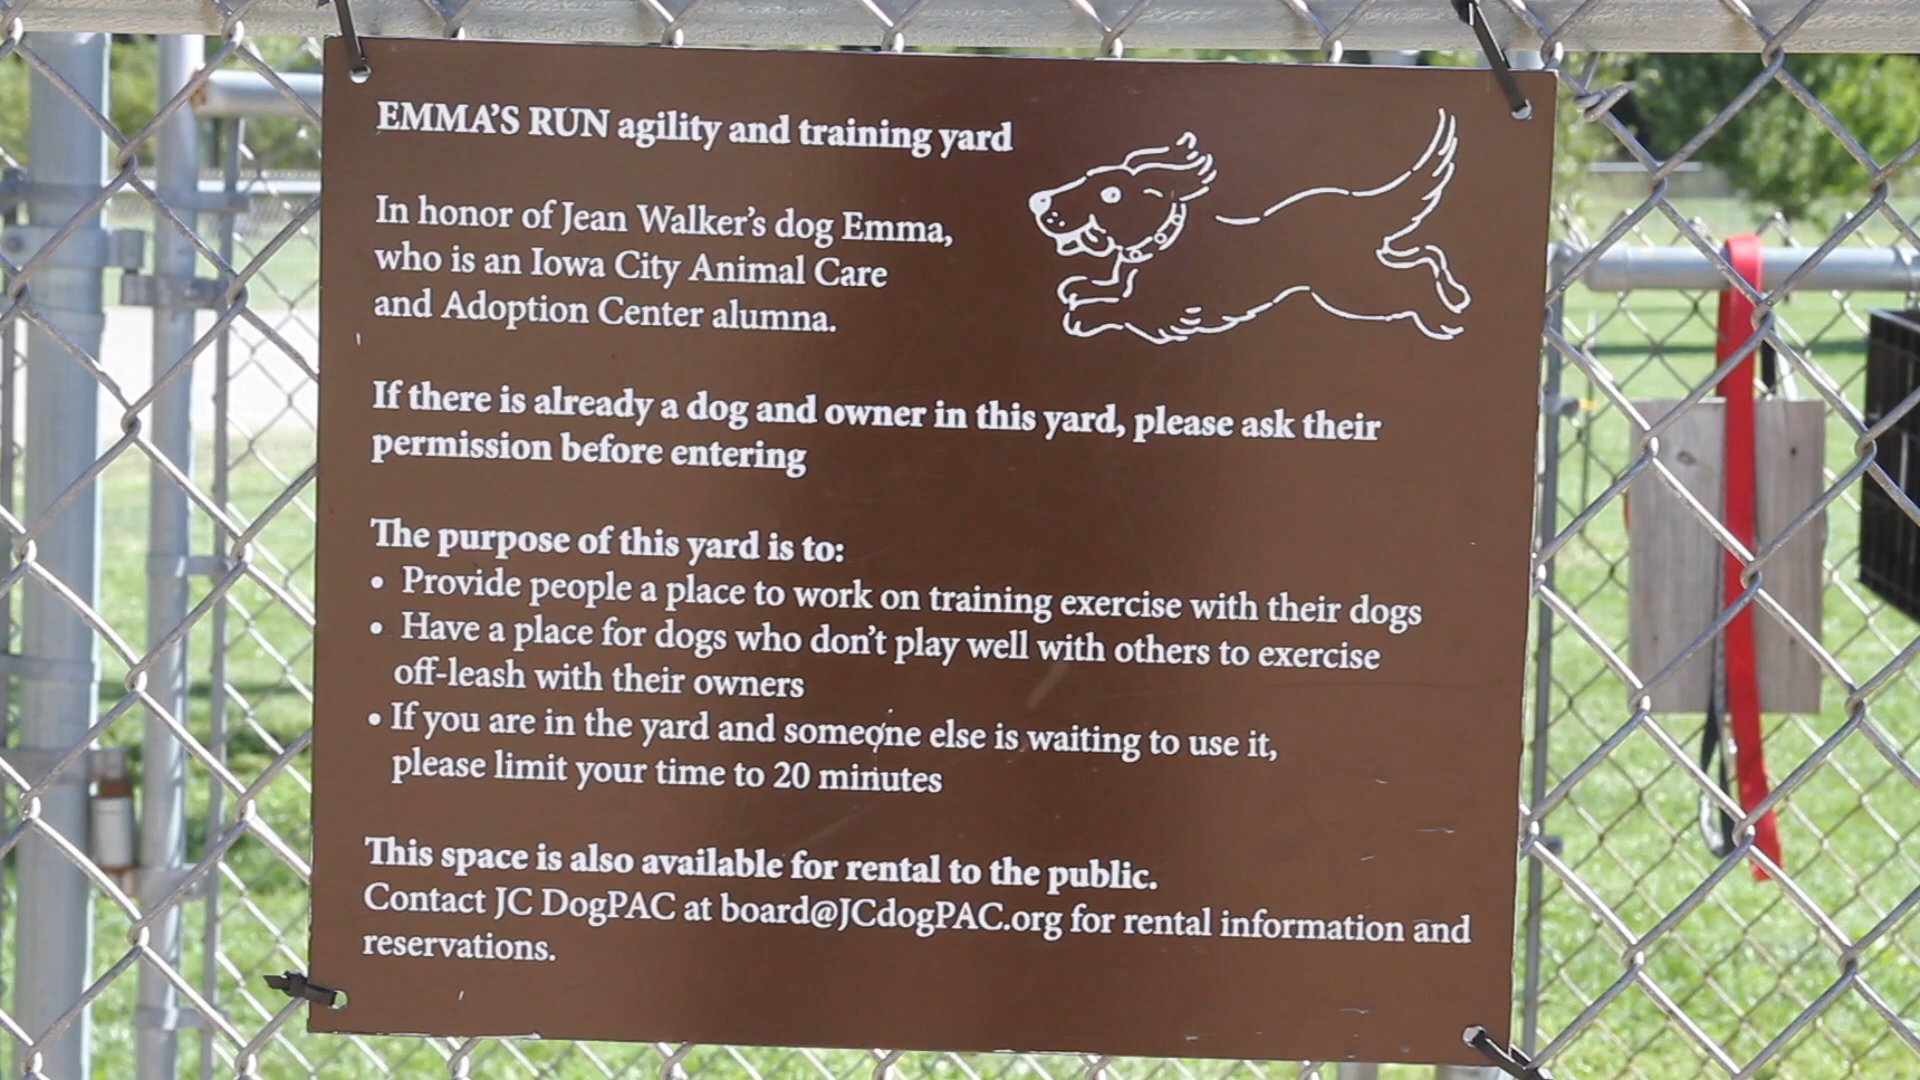 EMMA'S RUN agility and training yard
In honor of Jean Walker's dog Emma,
who is an Iowa City Animal Care
and Adoption Center alumna.
If there is already a dog and owner in this yard, please ask their
permission before entering
The purpose of this yard is to:
• Provide people a place to work on training exercise with their dogs
• Have a place for dogs who don't play well with others to exercise
off-leash with their owners
• If you are in the yard and someone else is waiting to use it,
please limit your time to 20 minutes
This space is also available for rental to the public.
Contact JC DogPAC at board@JCdogPAC.org for rental information and
reservations.